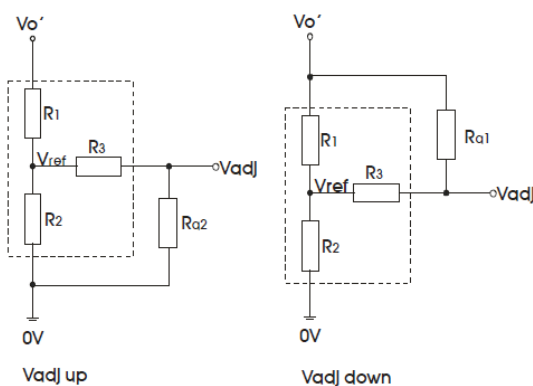 Vo′
R1
Vref
R3
Vadj
R2
Ra2
0V
Vadj up
Vo′
R1
Ra1
Vref
R3
Vadj
R2
0V
Vadj down